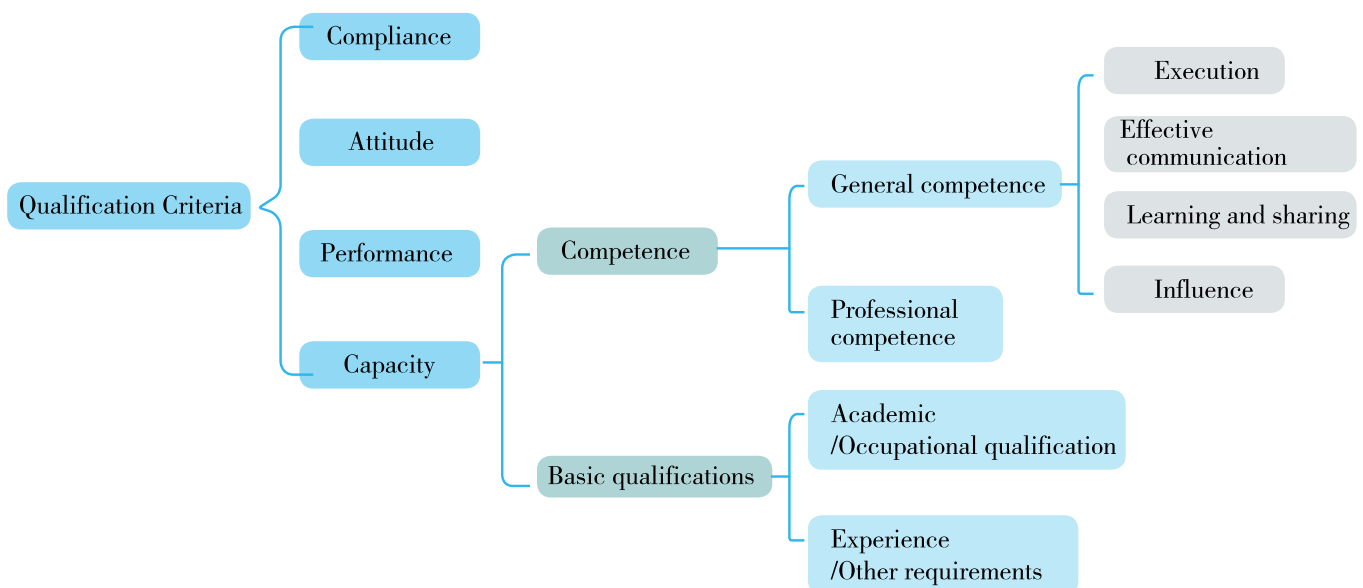 Qualification Criteria
Compliance
Attitude
Performance
Capacity
Competence
Basic qualifications
General competence
Professional
competence
Academic
/Occupational qualification
Experience
/Other requirements
Execution
Effective
communication
Learning and sharing
Influence